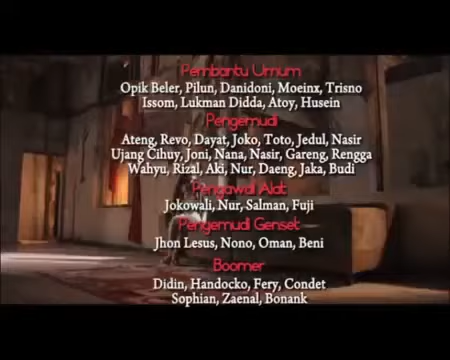 Pembantu Umum
Opik Beler, Pilun, Danidoni, Moeinx, Trisno
Issom, Lukman Didda, Atoy, Husein
Pengemudi
Ateng, Revo, Dayat, Joko, Toto, Jedul, Nasir
Ujang Cihuy, Joni, Nana, Nasir, Gareng, Rengga
Wahyu, Rizal, Aki, Nur, Daeng, Jaka, Budi
Pengawal Alat
Jokowali, Nur, Salman, Fuji
Pengemudi Genset
Jhon Lesus, Nono, Oman, Beni
Boomer
Didin, Handocko, Fery, Condet
Sophian, Zaenal, Bonank